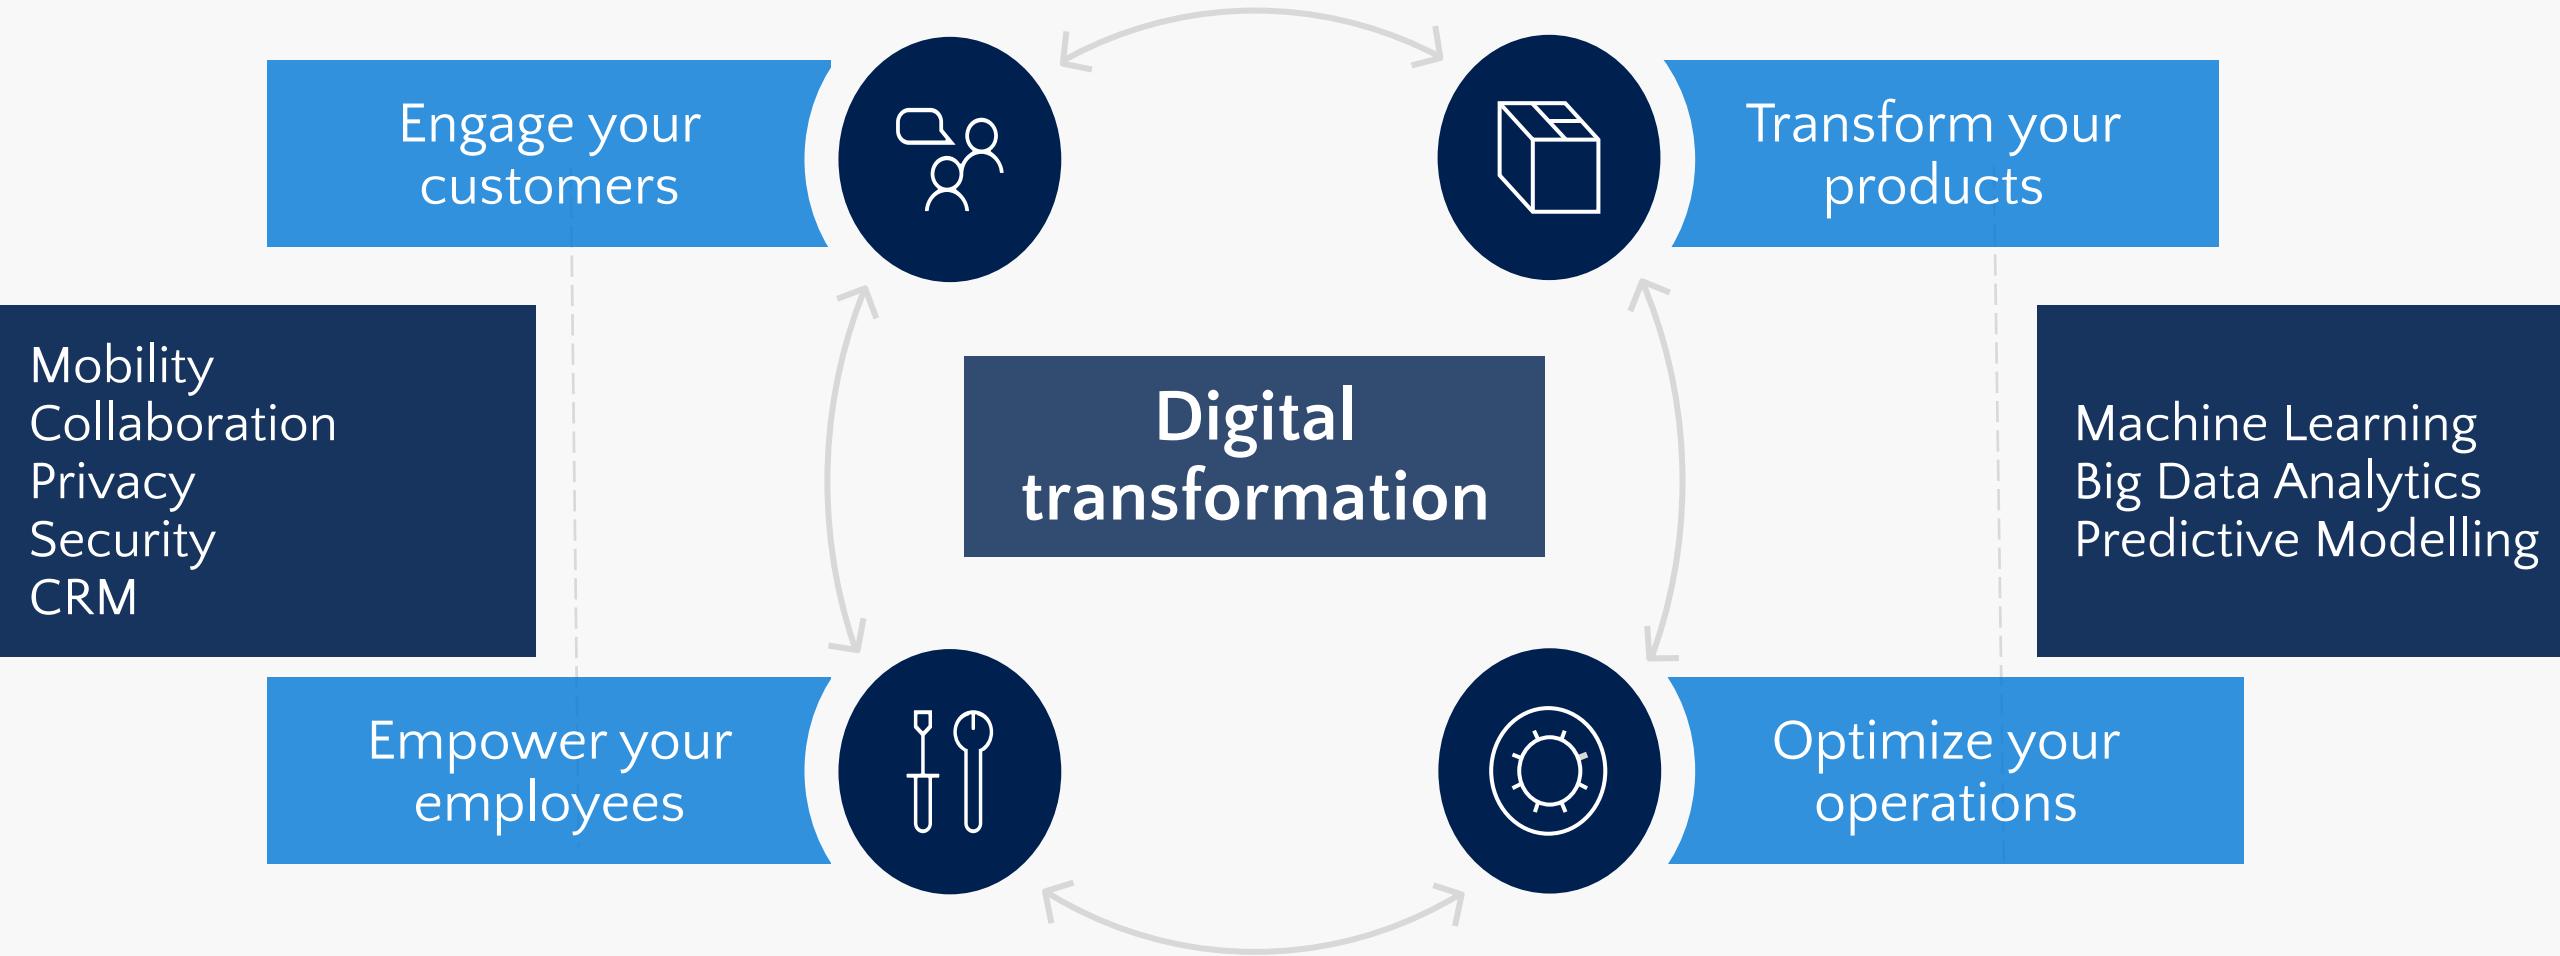 Engage your
customers
Transform your
products
Mobility
Collaboration
Privacy
Security
CRM
Digital
transformation
Machine Learning
Big Data Analytics
Predictive Modelling
Empower your
employees
Optimize your
operations